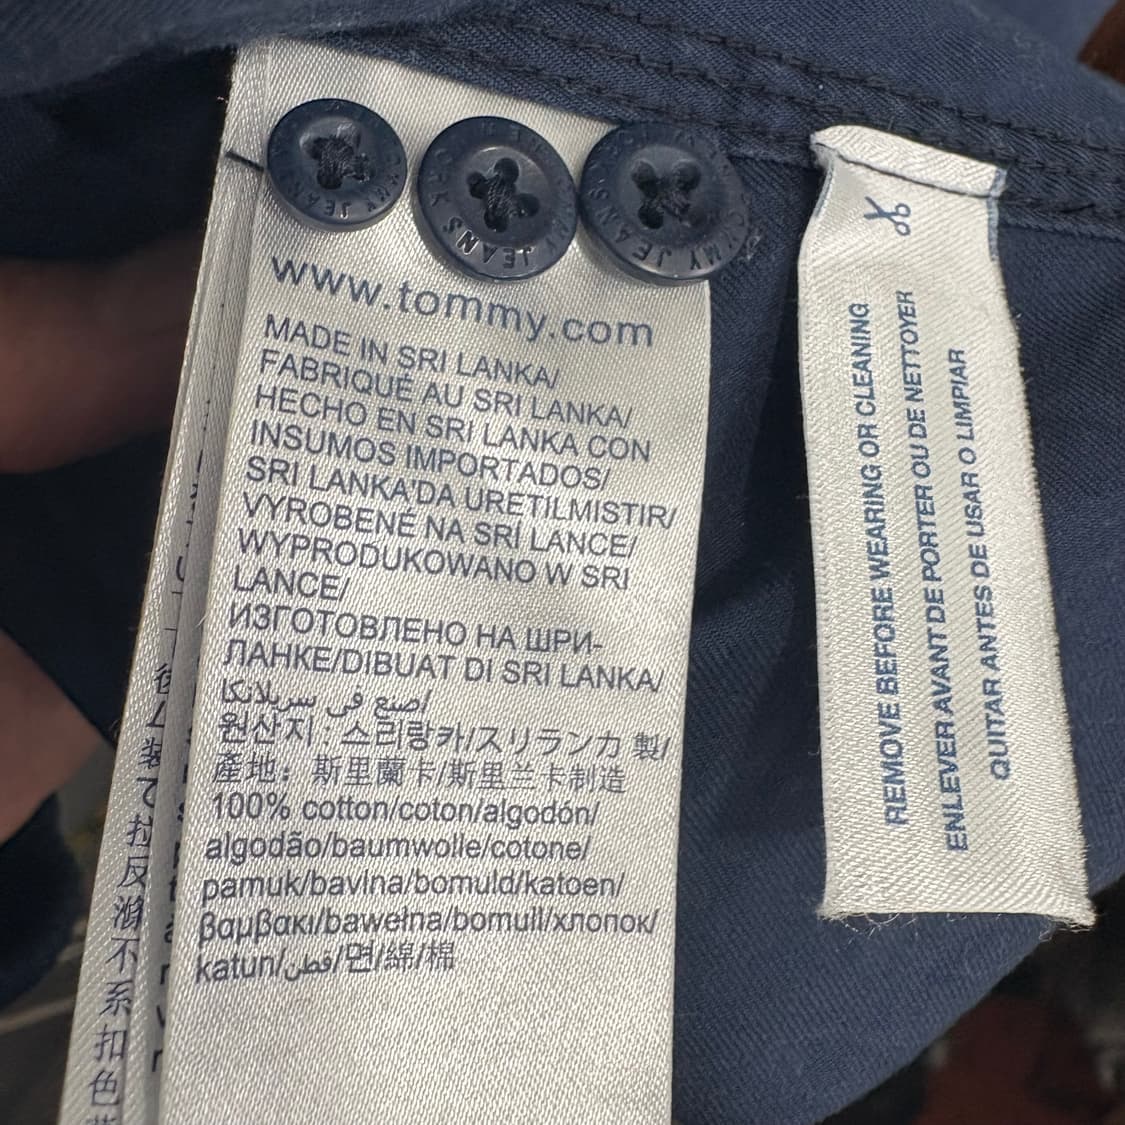 www.tommy.com
MADE IN SRI LANKA/
FABRIQUÉ AU SRI LANKA/
HECHO EN SRI LANKA CON
INSUMOS IMPORTADOS/
SRI LANKA'DA URETILMISTIR/
VYROBENÉ NA SRÍ LANCE/
WYPRODUKOWANO W SRI
LANCE/
ИЗГОТОВЛЕНО НА ШРИ-
ЛАНКЕ/DIBUAT DI SRI LANKA/
صنع في سريلانكا/
원산지 : 스리랑카/スリランカ 製/
產地：斯里蘭卡/斯里兰卡制造
100% cotton/coton/algodón/
algodão/baumwolle/cotone/
pamuk/bavlna/bomuld/katoen/
βαμβακι/bawełna/bomull/хлопок/
katun/قطن/면/綿/棉
REMOVE BEFORE WEARING OR CLEANING
ENLEVER AVANT DE PORTER OU DE NETTOYER
QUITAR ANTES DE USAR O LIMPIAR